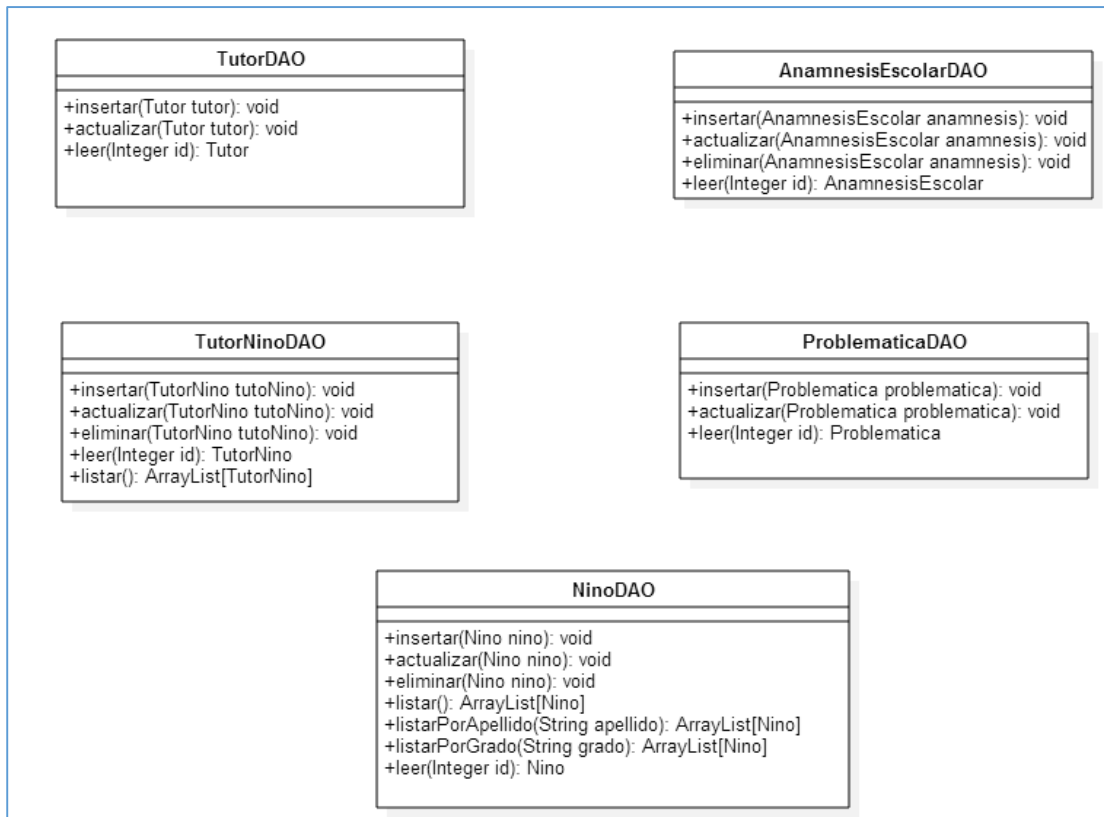 TutorDAO
+insertar(Tutor tutor): void
+actualizar(Tutor tutor): void
+leer(Integer id): Tutor
AnamnesisEscolarDAO
+insertar(AnamnesisEscolar anamnesis): void
+actualizar(AnamnesisEscolar anamnesis): void
+eliminar(AnamnesisEscolar anamnesis): void
+leer(Integer id): AnamnesisEscolar
TutorNinoDAO
+insertar(TutorNino tutoNino): void
+actualizar(TutorNino tutoNino): void
+eliminar(TutorNino tutoNino): void
+leer(Integer id): TutorNino
+listar(): ArrayList[TutorNino]
ProblematicaDAO
+insertar(Problematica problematica): void
+actualizar(Problematica problematica): void
+leer(Integer id): Problematica
NinoDAO
+insertar(Nino nino): void
+actualizar(Nino nino): void
+eliminar(Nino nino): void
+listar(): ArrayList[Nino]
+listarPorApellido(String apellido): ArrayList[Nino]
+listarPorGrado(String grado): ArrayList[Nino]
+leer(Integer id): Nino